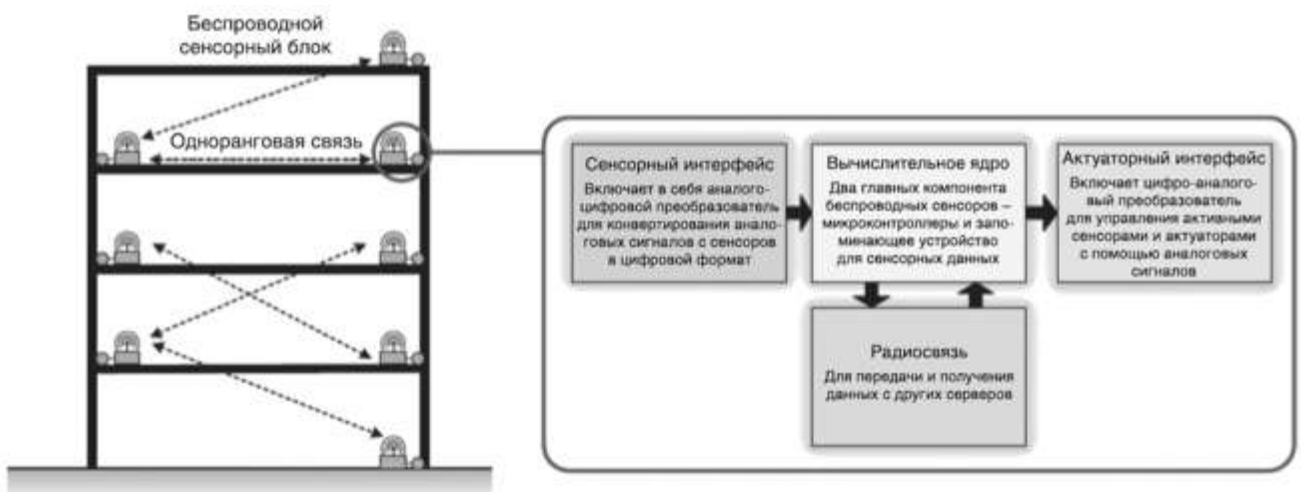 Беспроводной
сенсорный блок
Одноранговая связь
Сенсорный интерфейс
Включает в себя аналого-
цифровой преобразователь
для конвертирования анало-
говых сигналов с сенсоров
в цифровой формат
Вычислительное ядро
Два главных компонента
беспроводных сенсоров –
микроконтроллеры и запо-
минающее устройство
для сенсорных данных
Актуаторный интерфейс
Включает цифро-аналого-
вый преобразователь
для управления активными
сенсорами и актуаторами
с помощью аналоговых
сигналов
Радиосвязь
Для передачи и получения
данных с других серверов